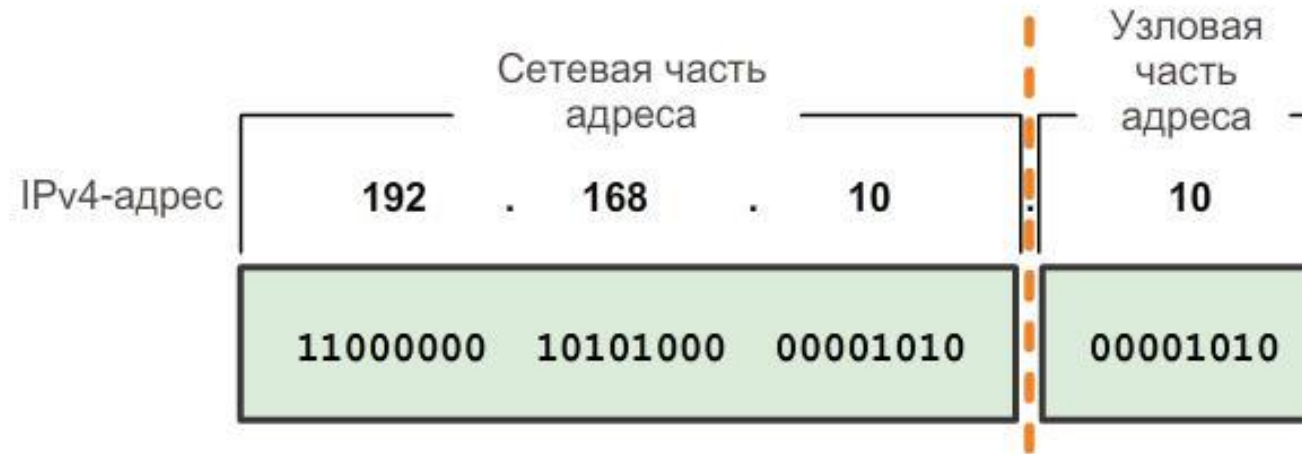 Сетевая часть
адреса
Узловая
часть
адреса
IPv4-адрес 192 . 168 . 10 . 10
11000000 10101000 00001010 00001010